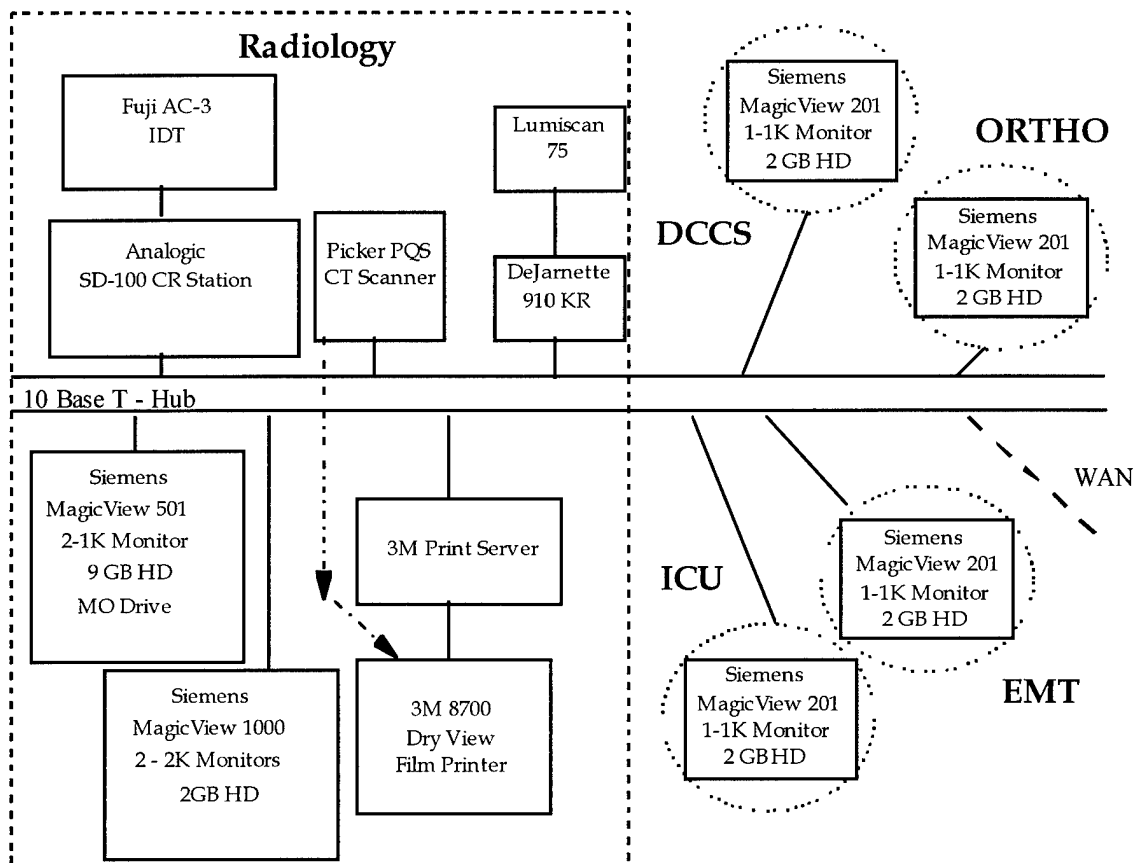 Radiology
Fuji AC-3
IDT
Lumiscan
75
Analogic
SD-100 CR Station
Picker PQS
CT Scanner
DeJarnette
910 KR
Siemens
MagicView 201
1-1K Monitor
2 GB HD
DCCS
ORTHO
Siemens
MagicView 201
1-1K Monitor
2 GB HD
10 Base T - Hub
Siemens
MagicView 501
2-1K Monitor
9 GB HD
MO Drive
Siemens
MagicView 1000
2 - 2K Monitors
2GB HD
3M Print Server
3M 8700
Dry View
Film Printer
WAN
ICU
Siemens
MagicView 201
1-1K Monitor
2 GB HD
EMT
Siemens
MagicView 201
1-1K Monitor
2 GB HD